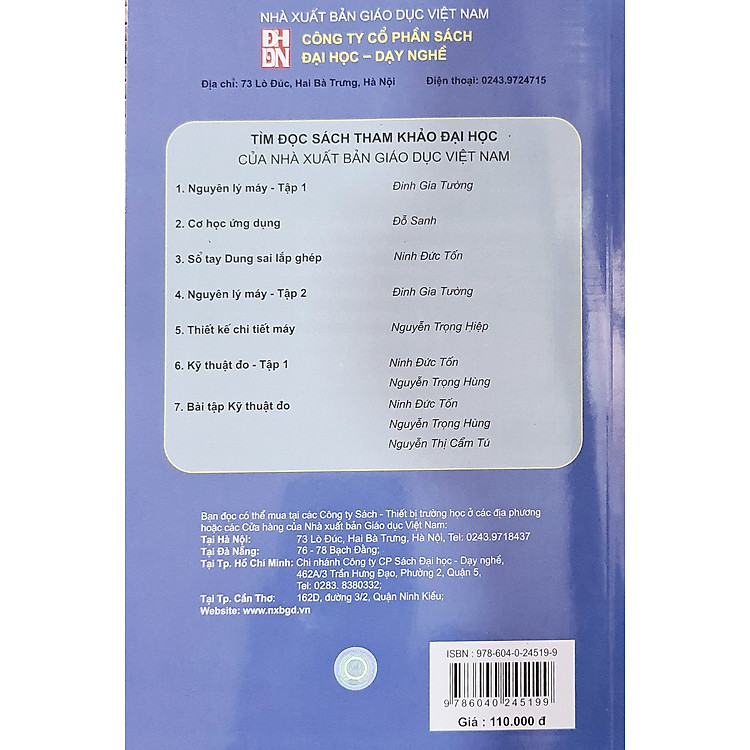 NHÀ XUẤT BẢN GIÁO DỤC VIỆT NAM
ĐH
DN
CÔNG TY CỔ PHẦN SÁCH
ĐẠI HỌC – DẠY NGHỀ
Địa chỉ: 73 Lò Đúc, Hai Bà Trưng, Hà Nội Điện thoại: 0243.9724715
TÌM ĐỌC SÁCH THAM KHẢO ĐẠI HỌC
CỦA NHÀ XUẤT BẢN GIÁO DỤC VIỆT NAM
1. Nguyên lý máy - Tập 1 Đinh Gia Tường
2. Cơ học ứng dụng Đỗ Sanh
3. Sổ tay Dung sai lắp ghép Ninh Đức Tốn
4. Nguyên lý máy - Tập 2 Đinh Gia Tường
5. Thiết kế chi tiết máy Nguyễn Trọng Hiệp
6. Kỹ thuật đo - Tập 1 Ninh Đức Tốn
Nguyễn Trọng Hùng
7. Bài tập Kỹ thuật đo Ninh Đức Tốn
Nguyễn Trọng Hùng
Nguyễn Thị Cẩm Tú
Bạn đọc có thể mua tại các Công ty Sách - Thiết bị trường học ở các địa phương
hoặc các Cửa hàng của Nhà xuất bản Giáo dục Việt Nam:
Tại Hà Nội: 73 Lò Đúc, Hai Bà Trưng, Hà Nội, Tel: 0243.9718437
Tại Đà Nẵng: 76 - 78 Bạch Đằng;
Tại Tp. Hồ Chí Minh: Chi nhánh Công ty CP Sách Đại học - Dạy nghề,
462A/3 Trần Hưng Đạo, Phường 2, Quận 5,
Tel: 0283. 8380332;
Tại Tp. Cần Thơ: 162D, đường 3/2, Quận Ninh Kiều;
Website: www.nxbgd.vn
ISBN : 978-604-0-24519-9
9 786040 245199
Giá : 110.000 đ